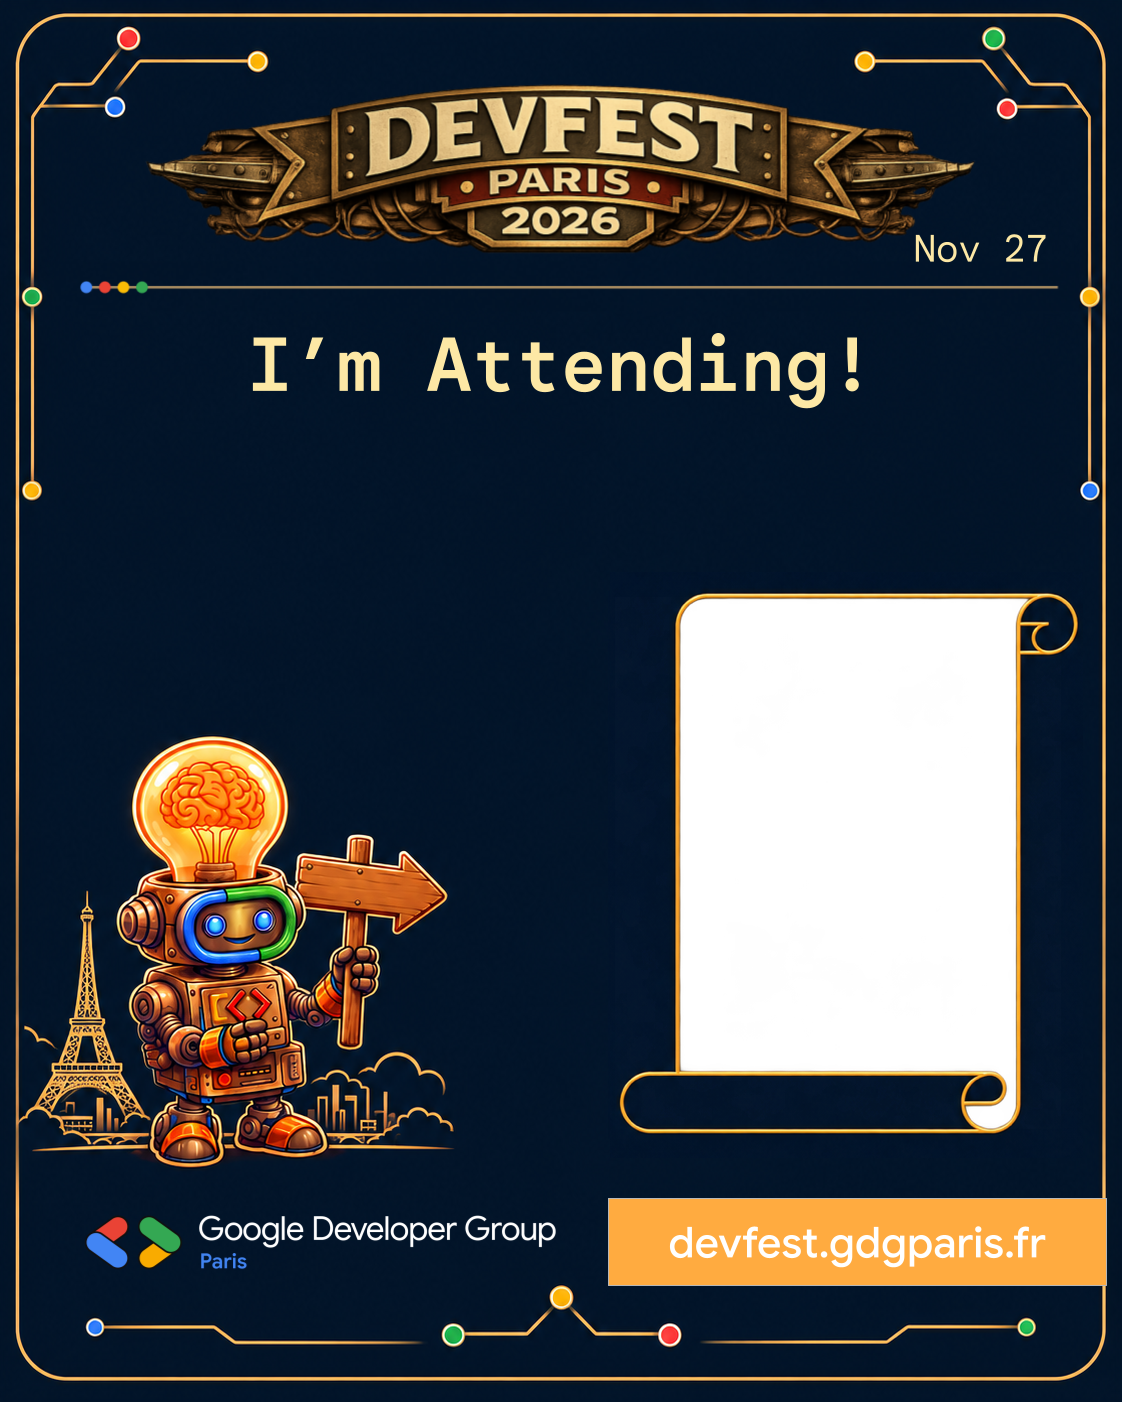 DEVFEST
PARIS
2026
Nov 27
I’m Attending!
Google Developer Group
Paris
devfest.gdgparis.fr